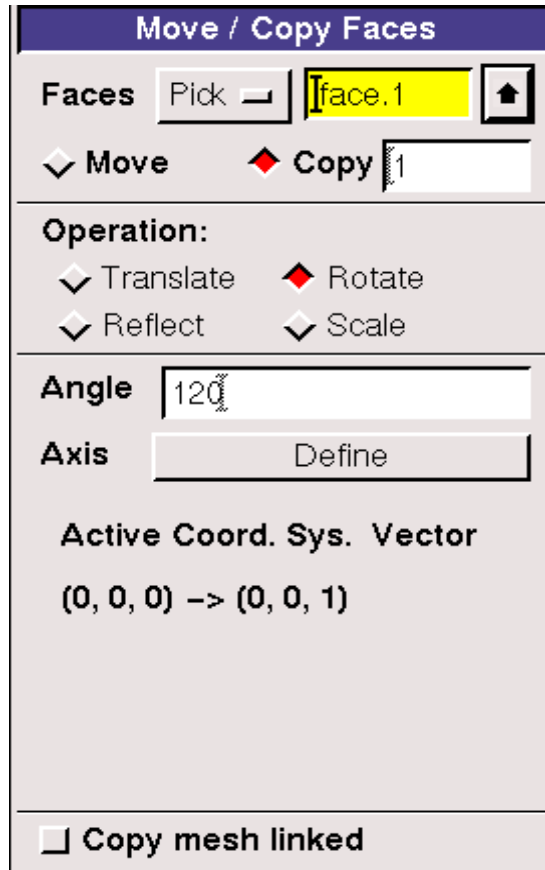 Move / Copy Faces
Faces Pick face.1
Move Copy 1
Operation:
Translate Rotate
Reflect Scale
Angle 120
Axis Define
Active Coord. Sys. Vector
(0, 0, 0) -> (0, 0, 1)
Copy mesh linked